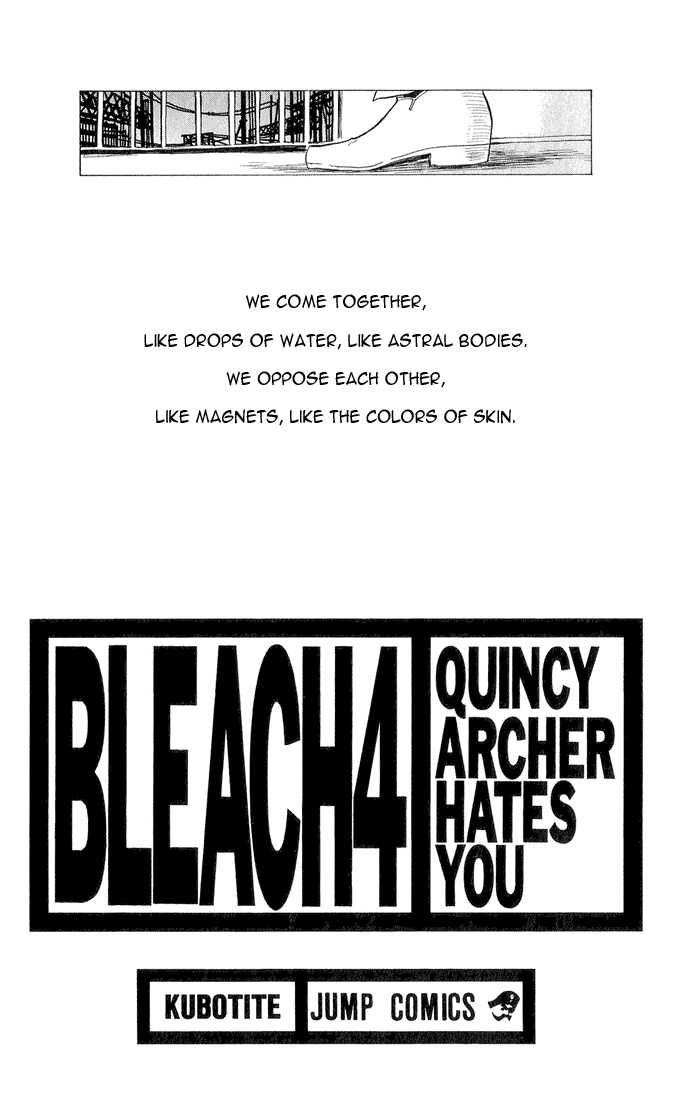 WE COME TOGETHER,
LIKE DROPS OF WATER, LIKE ASTRAL BODIES.
WE OPPOSE EACH OTHER,
LIKE MAGNETS, LIKE THE COLORS OF SKIN.
BLEACH4
QUINCY
ARCHER
HATES
YOU
KUBOTITE
JUMP COMICS